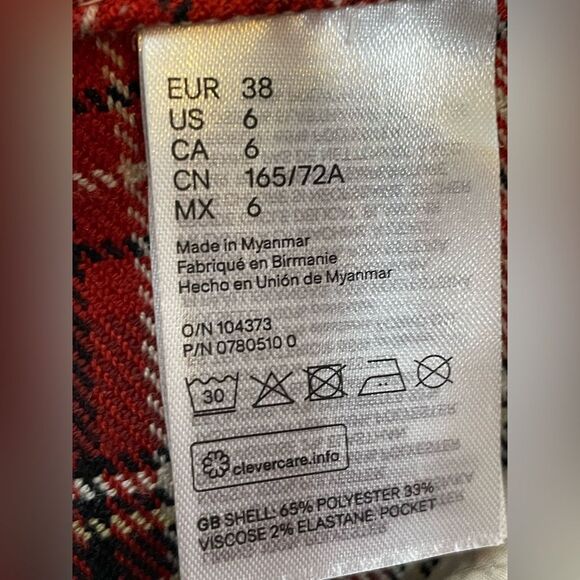 EUR 38
US 6
CA 6
CN 165/72A
MX 6
Made in Myanmar
Fabriqué en Birmanie
Hecho en Unión de Myanmar
O/N 104373
P/N 0780510 0
30
clevercare.info
GB SHELL: 65% POLYESTER 33%
VISCOSE 2% ELASTANE: POCKET